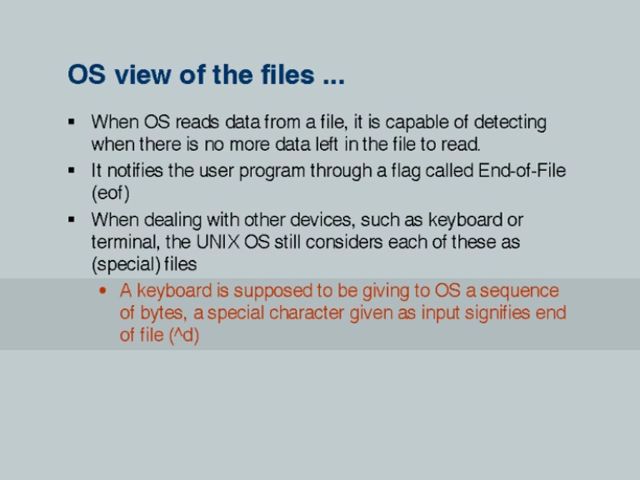 OS view of the files ...
▪ When OS reads data from a file, it is capable of detecting
when there is no more data left in the file to read.
▪ It notifies the user program through a flag called End-of-File
(eof)
▪ When dealing with other devices, such as keyboard or
terminal, the UNIX OS still considers each of these as
(special) files
• A keyboard is supposed to be giving to OS a sequence
of bytes, a special character given as input signifies end
of file (^d)